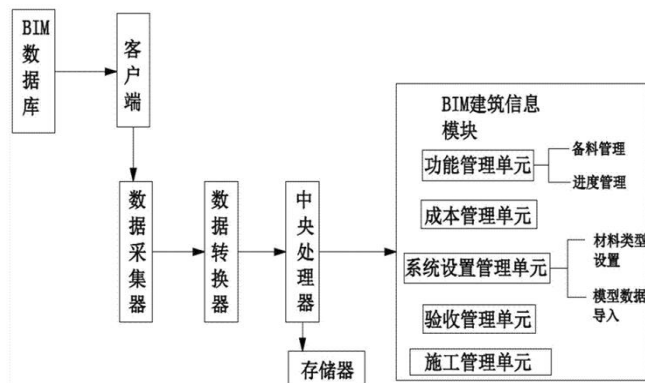 BIM数据库
客户端
数据采集器
数据转换器
中央处理器
存储器
BIM建筑信息
模块
功能管理单元
备料管理
进度管理
成本管理单元
系统设置管理单元
材料类型
设置
模型数据
导入
验收管理单元
施工管理单元